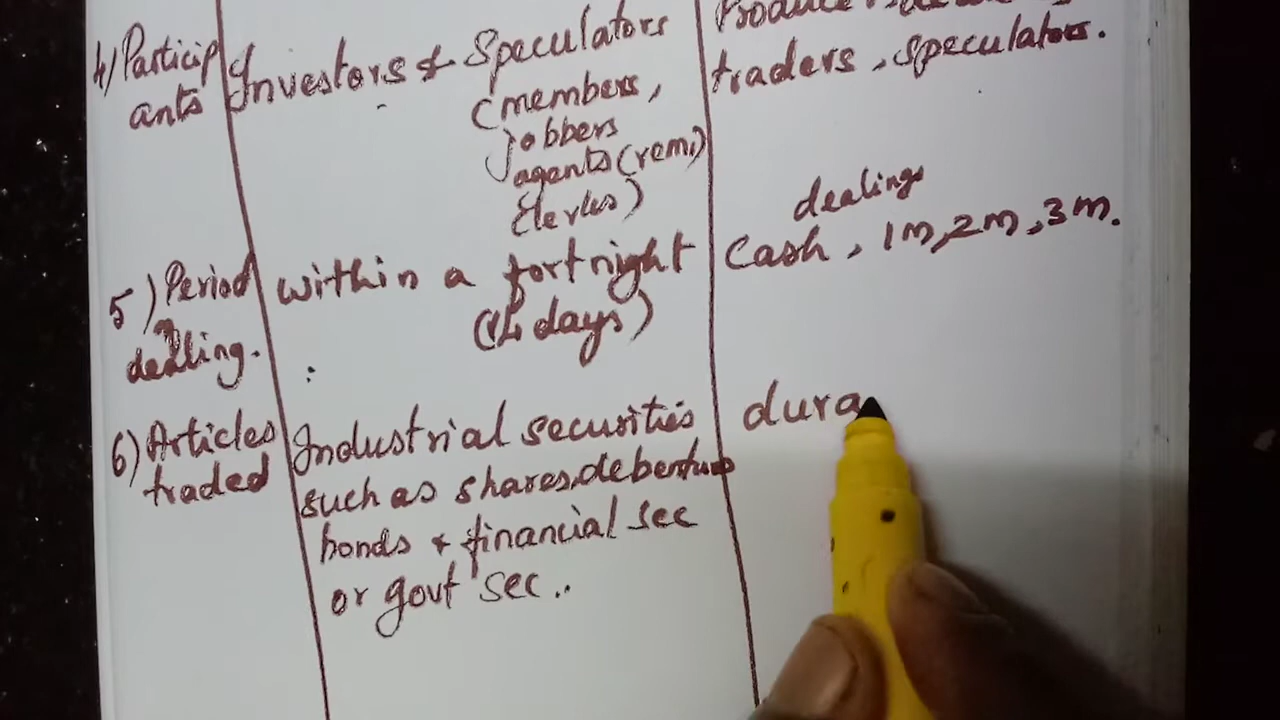 4) Particip
ants
Investors & Speculators
(members,
jobbers
agents (remi)
clerks)
traders, speculators.
5) Period
of
dealing.
within a fortnight
(14 days)
dealings
Cash, 1m, 2m, 3m.
6) Articles
traded
Industrial securities
such as shares, debentures
bonds & financial sec
or govt sec..
dura